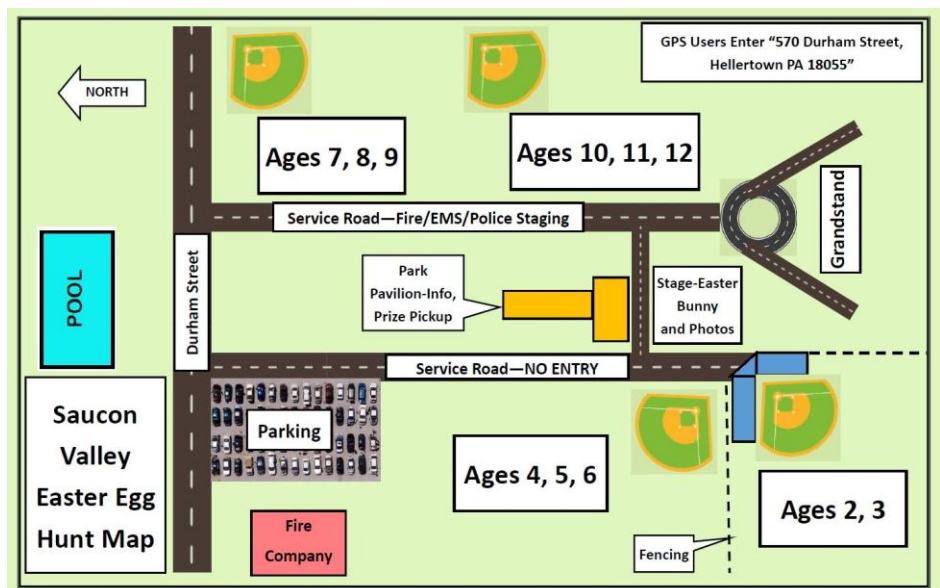 GPS Users Enter “570 Durham Street,
Hellertown PA 18055”
NORTH
Ages 7, 8, 9
Ages 10, 11, 12
Service Road—Fire/EMS/Police Staging
Grandstand
POOL
Durham Street
Park
Pavilion-Info,
Prize Pickup
Stage-Easter
Bunny
and Photos
Service Road—NO ENTRY
Saucon
Valley
Easter Egg
Hunt Map
Parking
Ages 4, 5, 6
Ages 2, 3
Fire
Company
Fencing